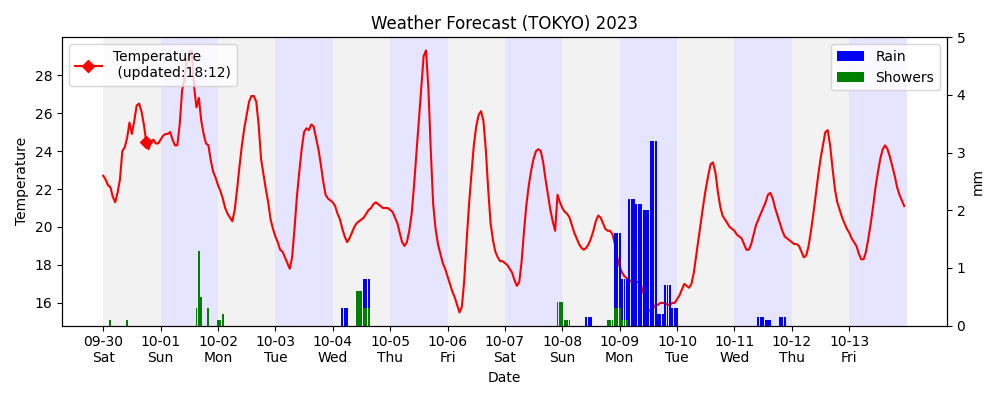 Weather Forecast (TOKYO) 2023
Temperature
(updated:18:12)
Rain
Showers
Temperature
28
26
24
22
20
18
16
5
4
3
2
1
0
mm
09-30 10-01 10-02 10-03 10-04 10-05 10-06 10-07 10-08 10-09 10-10 10-11 10-12 10-13
Sat Sun Mon Tue Wed Thu Fri Sat Sun Mon Tue Wed Thu Fri
Date